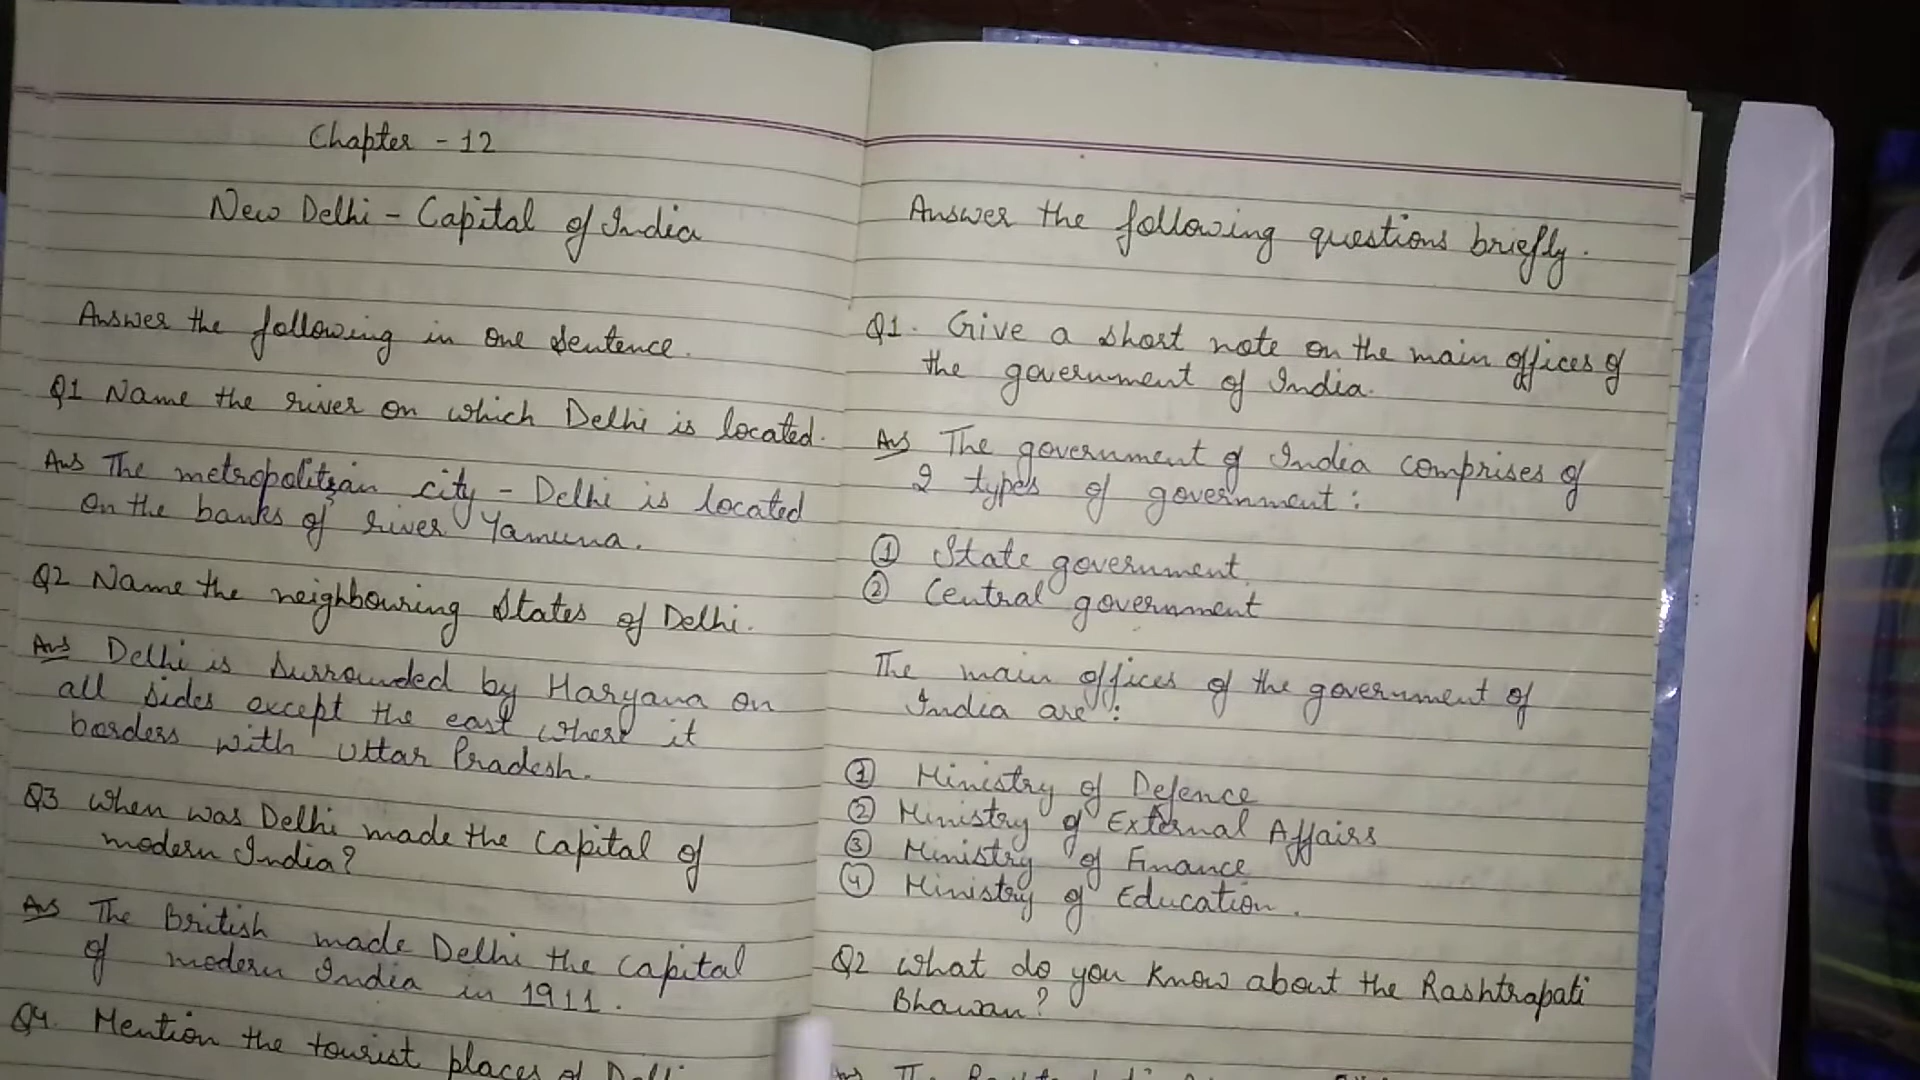 Chapter - 12
New Delhi - Capital of India
Answer the following in one sentence.
Q1 Name the river on which Delhi is located.
Ans The metropolitian city - Delhi is located
on the banks of river Yamuna.
Q2 Name the neighbouring states of Delhi.
Ans Delhi is surrounded by Haryana on
all sides except the east where it
borders with Uttar Pradesh.
Q3 When was Delhi made the capital of
modern India?
Ans The British made Delhi the capital
of modern India in 1911.
Q4. Mention the tourist places of
Answer the following questions briefly.
Q1. Give a short note on the main offices of
the government of India.
Ans The government of India comprises of
2 types of government:
① State government
② Central government
The main offices of the government of
India are:
① Ministry of Defence
② Ministry of External Affairs
③ Ministry of Finance
④ Ministry of Education.
Q2 What do you know about the Rashtrapati
Bhawan?